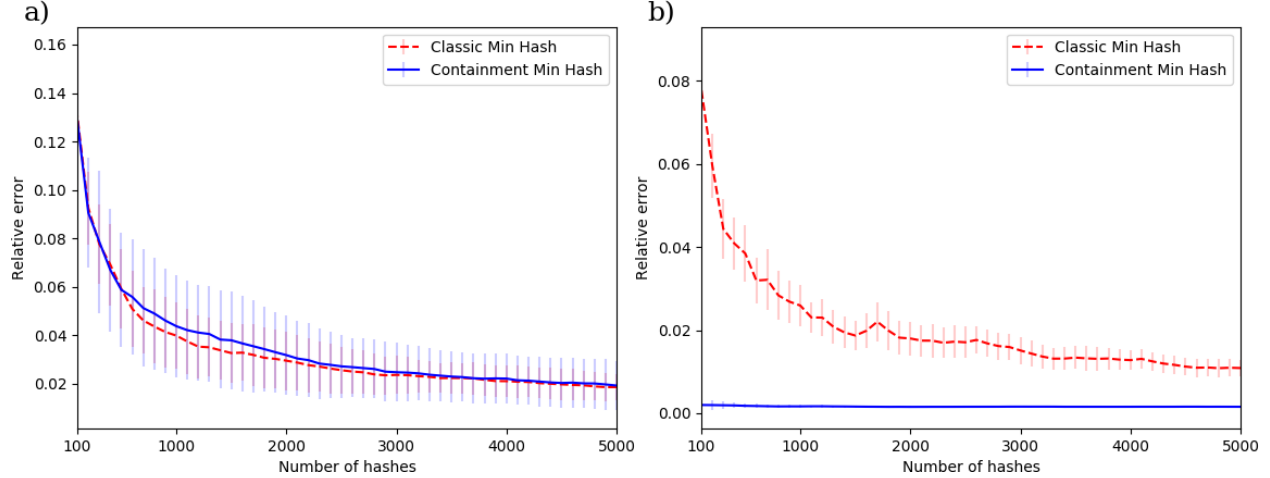 a)
Relative error
0.16
0.14
0.12
0.10
0.08
0.06
0.04
0.02
Classic Min Hash
Containment Min Hash
100 1000 2000 3000 4000 5000
Number of hashes
b)
Relative error
0.08
0.06
0.04
0.02
0.00
Classic Min Hash
Containment Min Hash
100 1000 2000 3000 4000 5000
Number of hashes